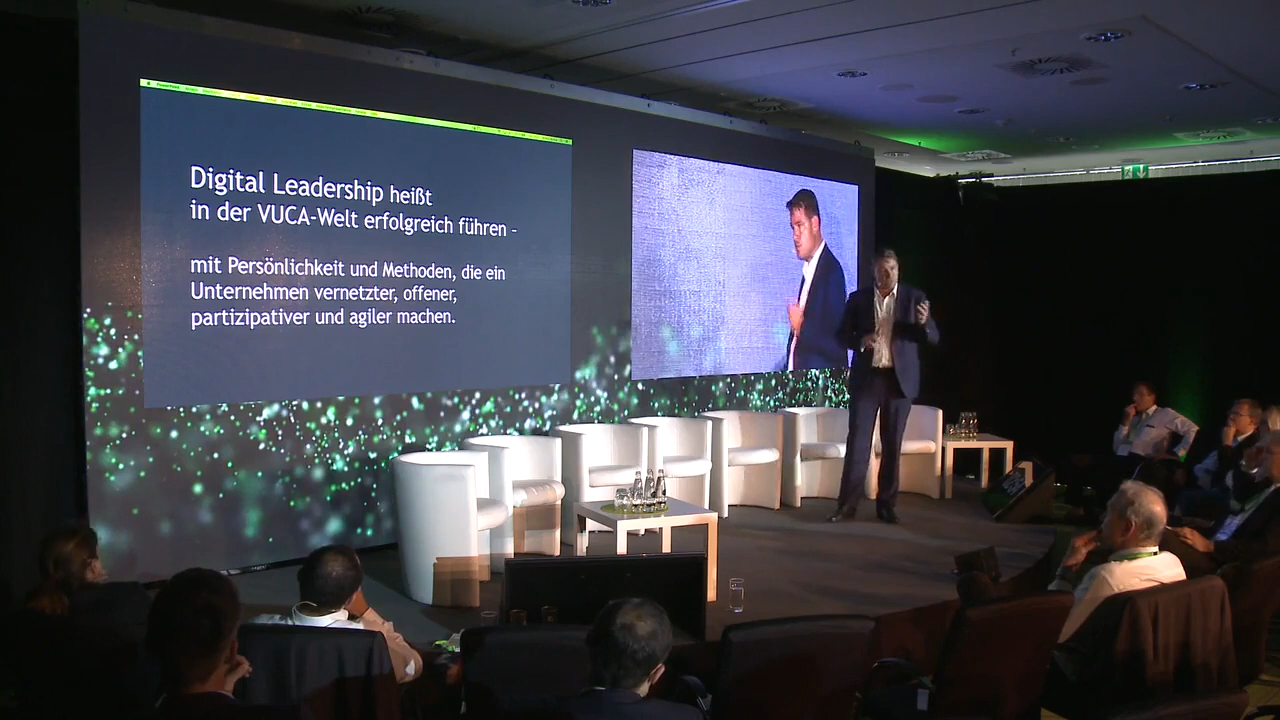 Digital Leadership heißt
in der VUCA-Welt erfolgreich führen –
mit Persönlichkeit und Methoden, die ein
Unternehmen vernetzter, offener,
partizipativer und agiler machen.